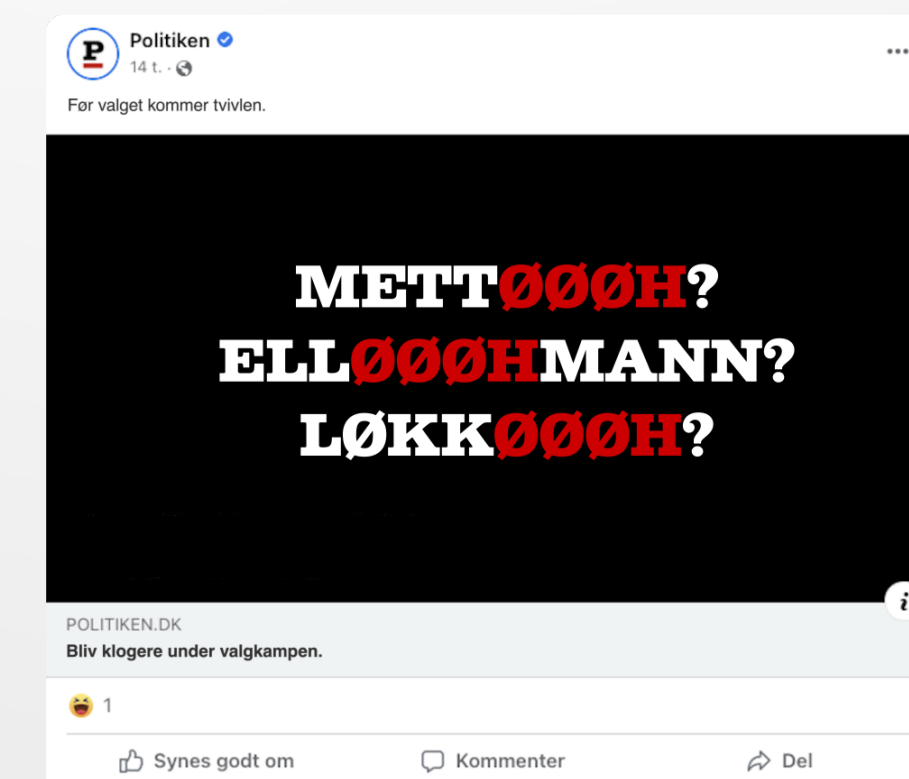 P
Politiken
14 t. ·
Før valget kommer tvivlen.
METTØØØH?
ELLØØØHMANN?
LØKKØØØH?
i
POLITIKEN.DK
Bliv klogere under valgkampen.
1
Synes godt om
Kommenter
Del